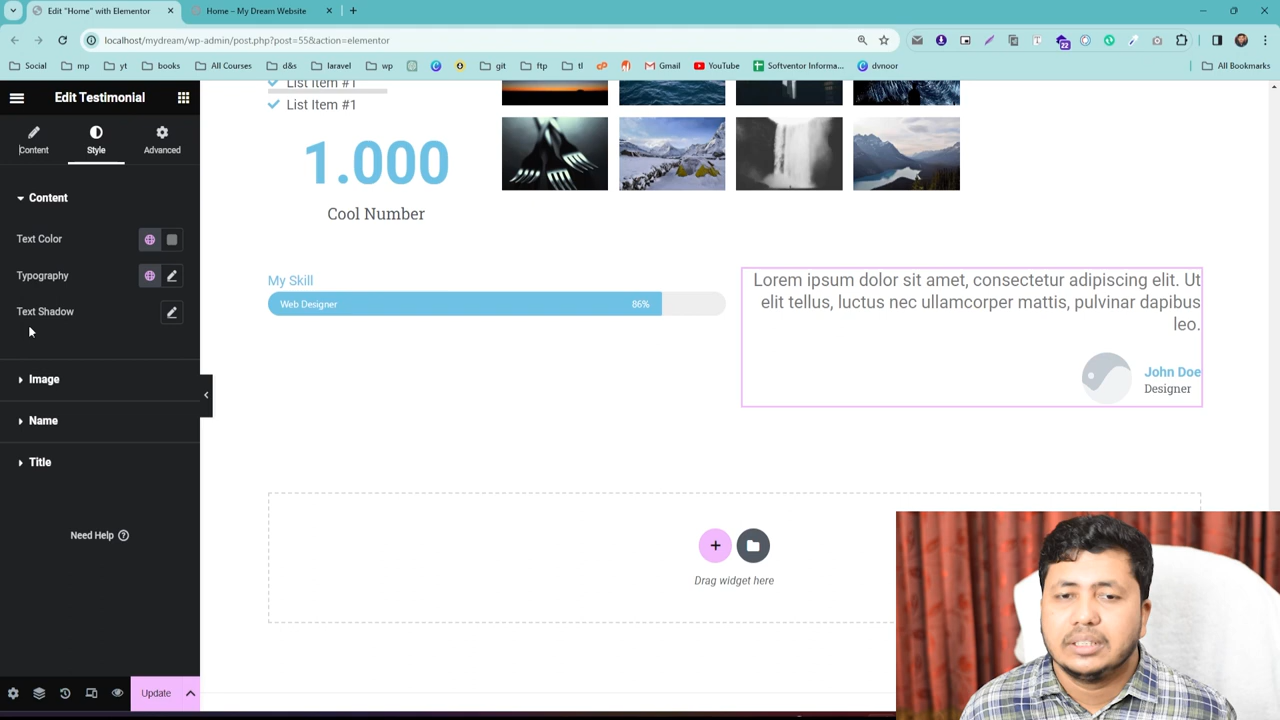 Edit "Home" with Elementor
Home – My Dream Website
localhost/mydream/wp-admin/post.php?post=55&action=elementor
22
Social mp yt books All Courses d&s laravel wp git ftp tl Gmail YouTube Softventor Informa... dvnoor All Bookmarks
Edit Testimonial
Content Style Advanced
Content
Text Color
Typography
Text Shadow
Image
Name
Title
Need Help
Update
List Item #1
List Item #1
1.000
Cool Number
My Skill
Web Designer 86%
Lorem ipsum dolor sit amet, consectetur adipiscing elit. Ut
elit tellus, luctus nec ullamcorper mattis, pulvinar dapibus
leo.
John Doe
Designer
Drag widget here